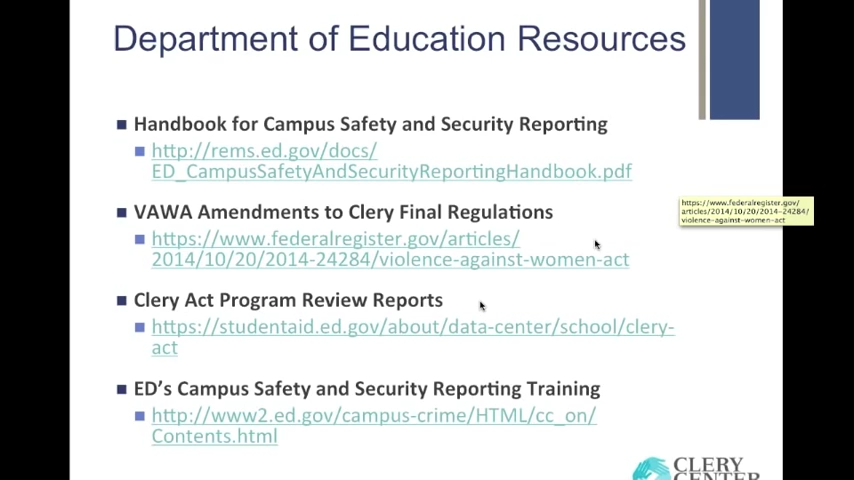 Department of Education Resources
Handbook for Campus Safety and Security Reporting
http://rems.ed.gov/docs/
ED_CampusSafetyAndSecurityReportingHandbook.pdf
VAWA Amendments to Clery Final Regulations
https://www.federalregister.gov/articles/
2014/10/20/2014-24284/violence-against-women-act
https://www.federalregister.gov/
articles/2014/10/20/2014-24284/
violence-against-women-act
Clery Act Program Review Reports
https://studentaid.ed.gov/about/data-center/school/clery-
act
ED’s Campus Safety and Security Reporting Training
http://www2.ed.gov/campus-crime/HTML/cc_on/
Contents.html
CLERY
CENTER